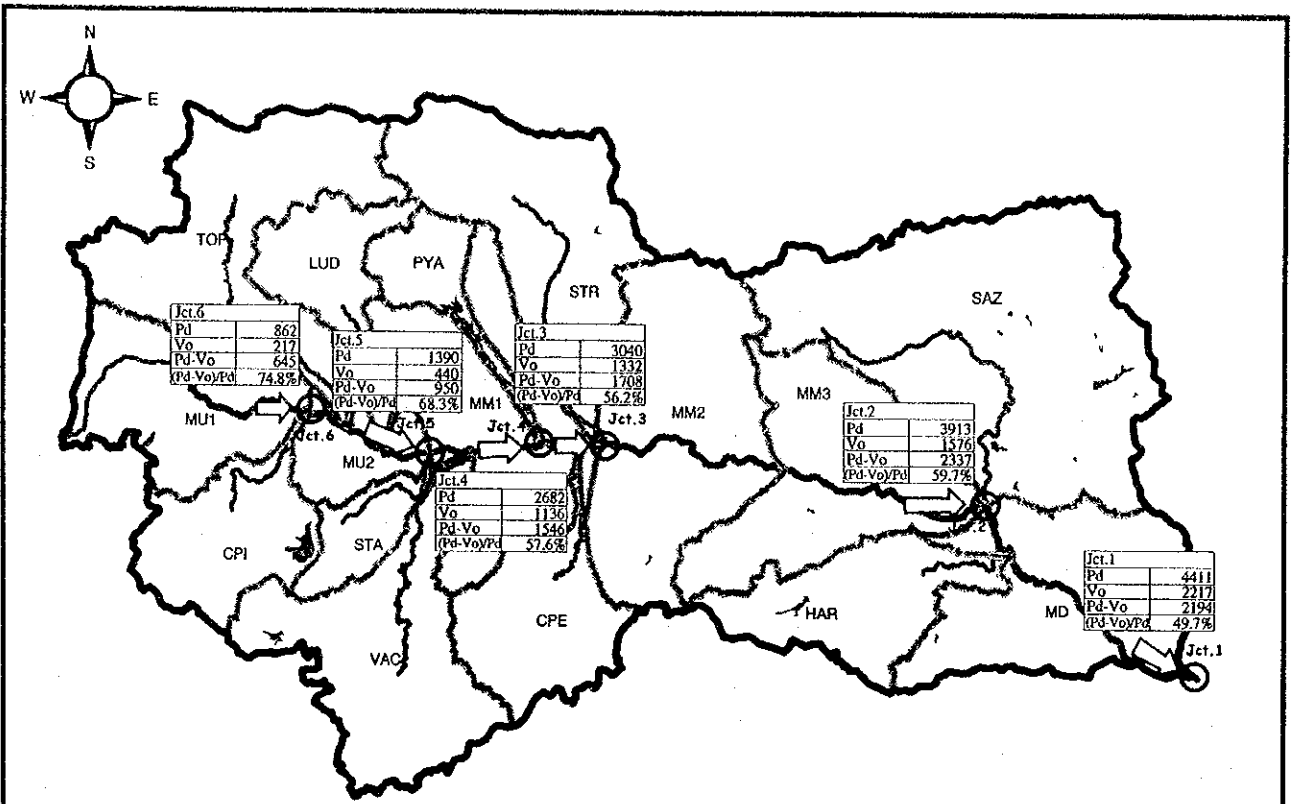 N
W E
S
TOP
LUD
PYA
STR
SAZ
Jct.6
Pd 862
Vo 217
Pd-Vo 645
(Pd-Vo)/Pd 74.8%
Jct.5
Pd 1390
Vo 440
Pd-Vo 950
(Pd-Vo)/Pd 68.3%
Jct.3
Pd 3040
Vo 1332
Pd-Vo 1708
(Pd-Vo)/Pd 56.2%
MU1
Jct.6
Jct.5
MM1
Jct.4
Jct.3
MM2
MM3
Jct.2
Pd 3913
Vo 1576
Pd-Vo 2337
(Pd-Vo)/Pd 59.7%
Jct.2
MU2
Jct.4
Pd 2682
Vo 1136
Pd-Vo 1546
(Pd-Vo)/Pd 57.6%
CPI
STA
VAC
CPE
HAR
MD
Jct.1
Pd 4411
Vo 2217
Pd-Vo 2194
(Pd-Vo)/Pd 49.7%
Jct.1